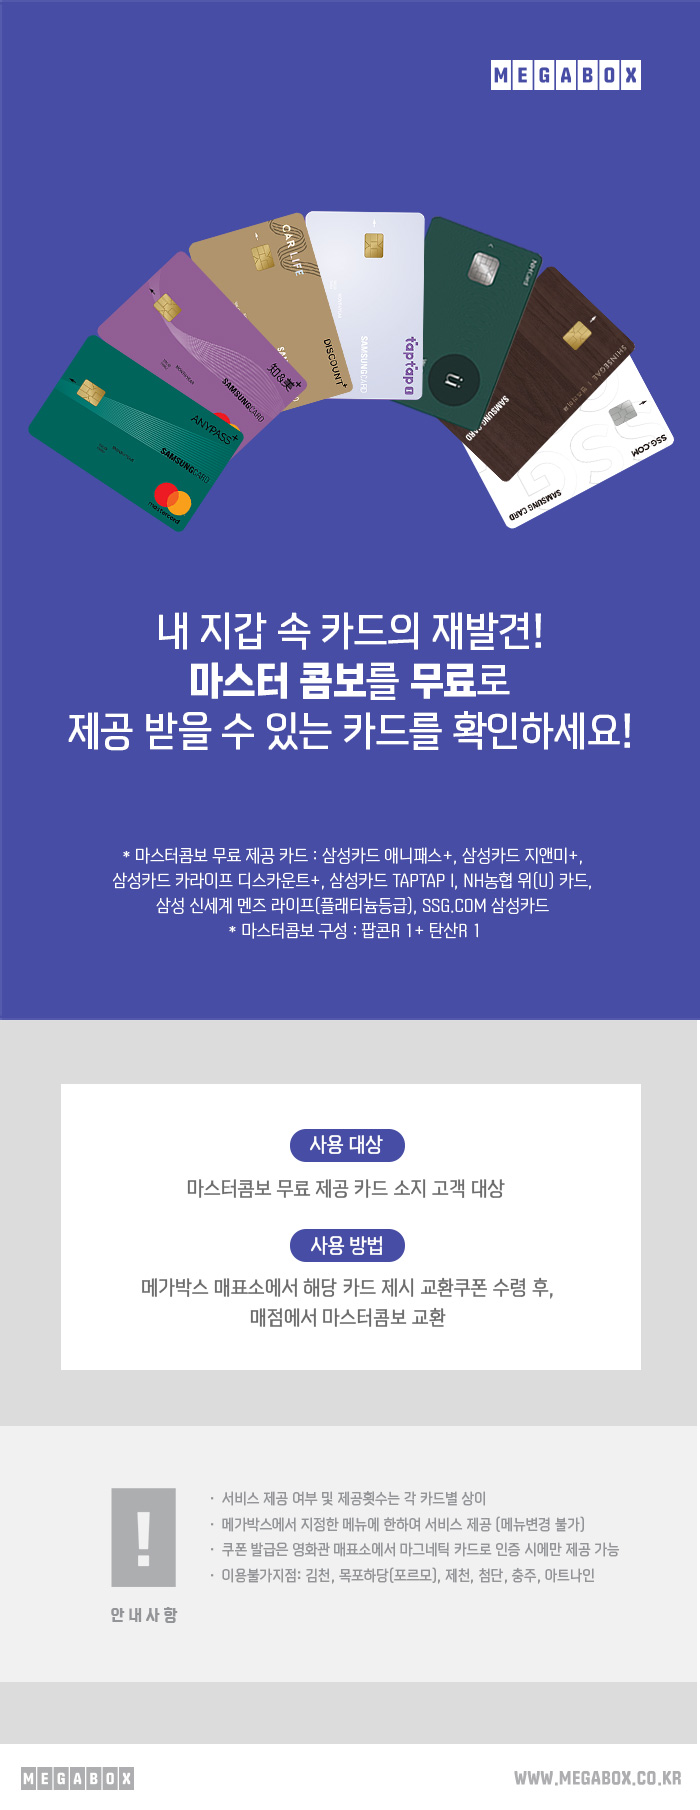 MEGABOX
CAR LIFE
DISCOUNT+
知&美+
SAMSUNGCARD
ANYPASS+
SAMSUNGCARD
mastercard
SAMSUNGCARD
taptap I
NHCard
ü
SAMSUNGCARD
SHINSEGAE
SSG.COM
SAMSUNG CARD
내 지갑 속 카드의 재발견!
마스터 콤보를 무료로
제공 받을 수 있는 카드를 확인하세요!
* 마스터콤보 무료 제공 카드 : 삼성카드 애니패스+, 삼성카드 지앤미+,
삼성카드 카라이프 디스카운트+, 삼성카드 TAPTAP I, NH농협 위(U) 카드,
삼성 신세계 멘즈 라이프(플래티늄등급), SSG.COM 삼성카드
* 마스터콤보 구성 : 팝콘R 1+ 탄산R 1
사용 대상
마스터콤보 무료 제공 카드 소지 고객 대상
사용 방법
메가박스 매표소에서 해당 카드 제시 교환쿠폰 수령 후,
매점에서 마스터콤보 교환
!
안내사항
· 서비스 제공 여부 및 제공횟수는 각 카드별 상이
· 메가박스에서 지정한 메뉴에 한하여 서비스 제공 (메뉴변경 불가)
· 쿠폰 발급은 영화관 매표소에서 마그네틱 카드로 인증 시에만 제공 가능
· 이용불가지점: 김천, 목포하당(포르모), 제천, 첨단, 충주, 아트나인
MEGABOX
WWW.MEGABOX.CO.KR